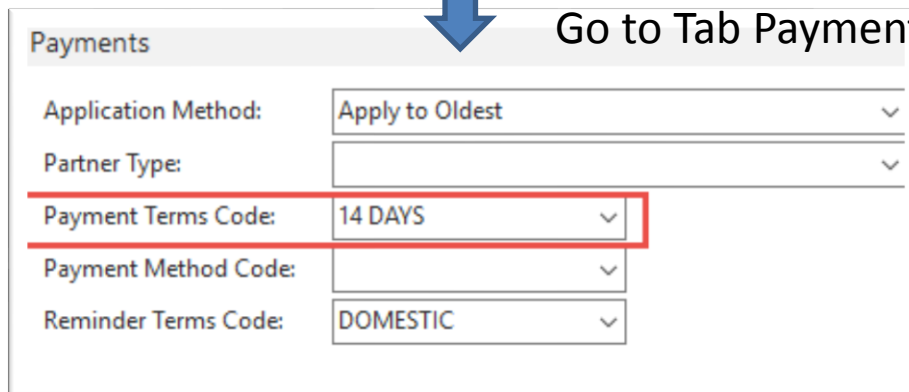 Go to Tab Payment
Payments
Application Method: Apply to Oldest
Partner Type:
Payment Terms Code: 14 DAYS
Payment Method Code:
Reminder Terms Code: DOMESTIC